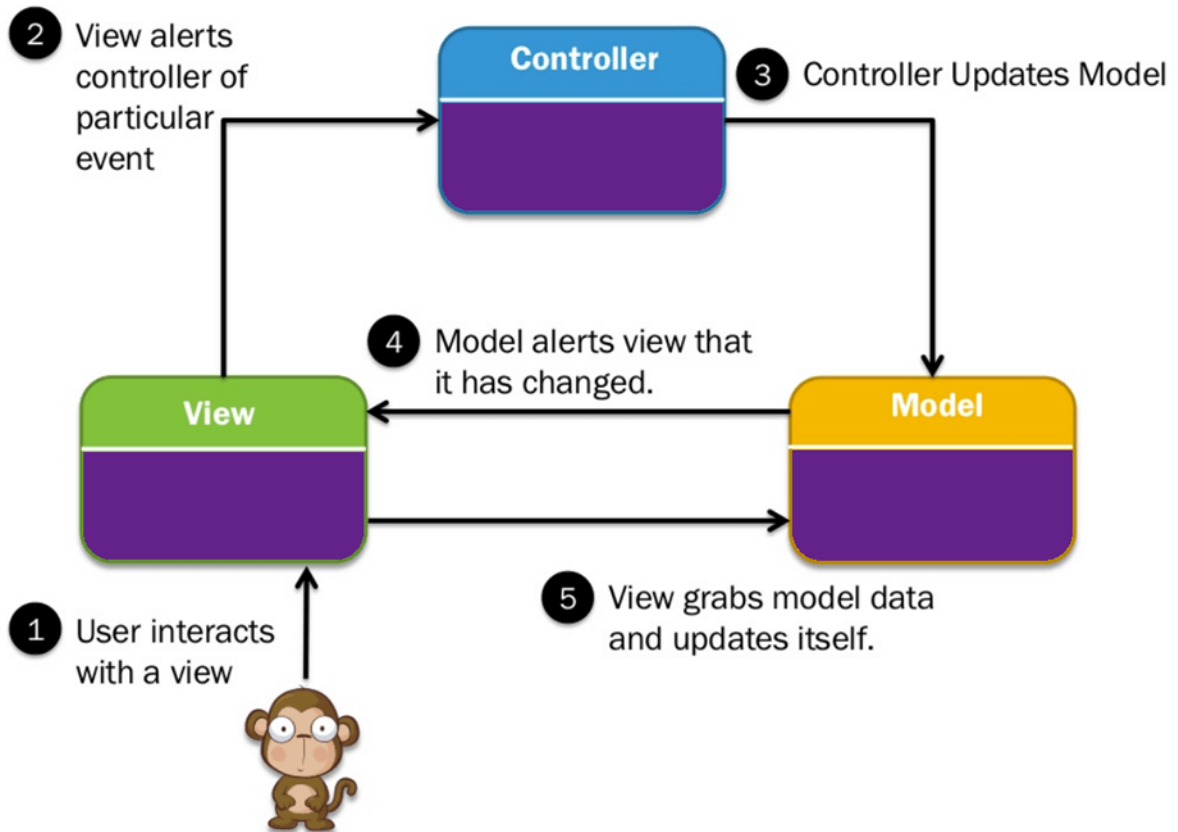 2 View alerts
controller of
particular
event
Controller
3 Controller Updates Model
4 Model alerts view that
it has changed.
View
Model
5 View grabs model data
and updates itself.
1 User interacts
with a view